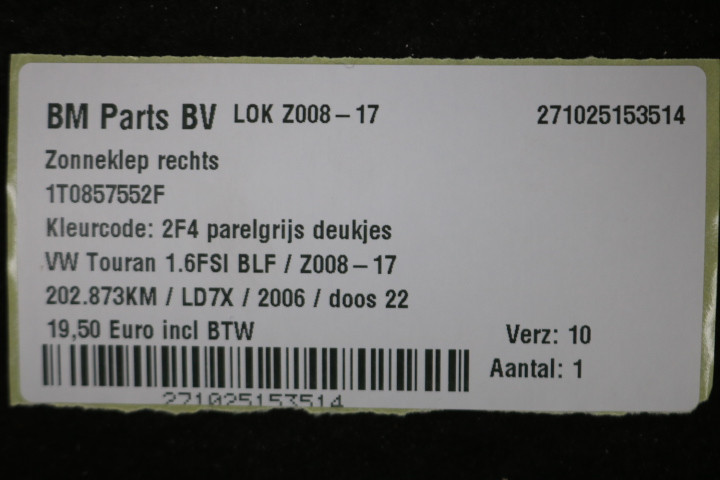 BM Parts BV LOK Z008-17 271025153514
Zonneklep rechts
1T0857552F
Kleurcode: 2F4 parelgrijs deukjes
VW Touran 1.6FSI BLF / Z008-17
202.873KM / LD7X / 2006 / doos 22
19,50 Euro incl BTW Verz: 10
Aantal: 1
271025153514